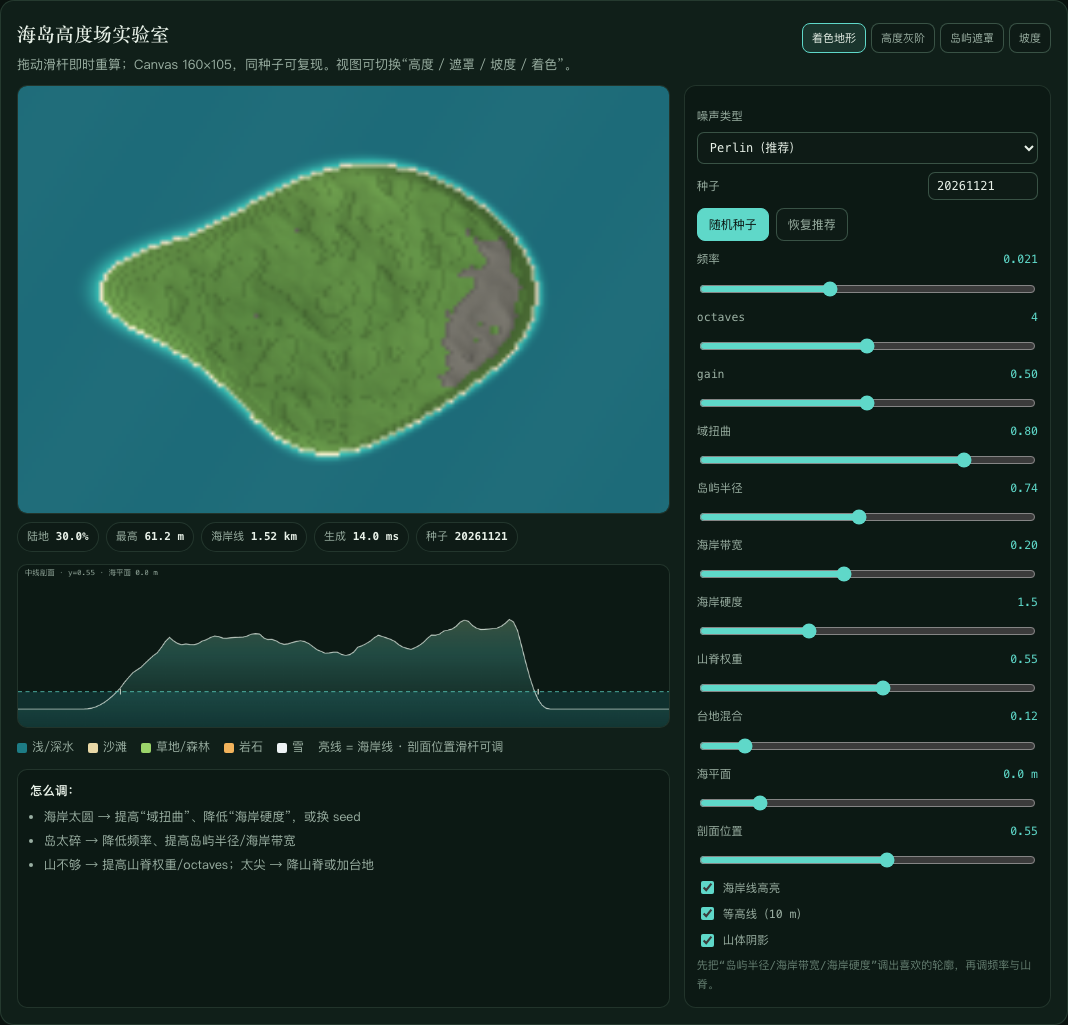 海岛高度场实验室
拖动滑杆即时重算；Canvas 160×105，同种子可复现。视图可切换“高度 / 遮罩 / 坡度 / 着色”。
着色地形
高度灰阶
岛屿遮罩
坡度
陆地 30.0%
最高 61.2 m
海岸线 1.52 km
生成 14.0 ms
种子 20261121
中线剖面 · y=0.55 · 海平面 0.0 m
浅/深水
沙滩
草地/森林
岩石
雪
亮线 = 海岸线 · 剖面位置滑杆可调
怎么调：
海岸太圆 → 提高“域扭曲”、降低“海岸硬度”，或换 seed
岛太碎 → 降低频率、提高岛屿半径/海岸带宽
山不够 → 提高山脊权重/octaves；太尖 → 降山脊或加台地
噪声类型
Perlin (推荐)
种子
20261121
随机种子
恢复推荐
频率 0.021
octaves 4
gain 0.50
域扭曲 0.80
岛屿半径 0.74
海岸带宽 0.20
海岸硬度 1.5
山脊权重 0.55
台地混合 0.12
海平面 0.0 m
剖面位置 0.55
海岸线高亮
等高线 (10 m)
山体阴影
先把“岛屿半径/海岸带宽/海岸硬度”调出喜欢的轮廓，再调频率与山
脊。